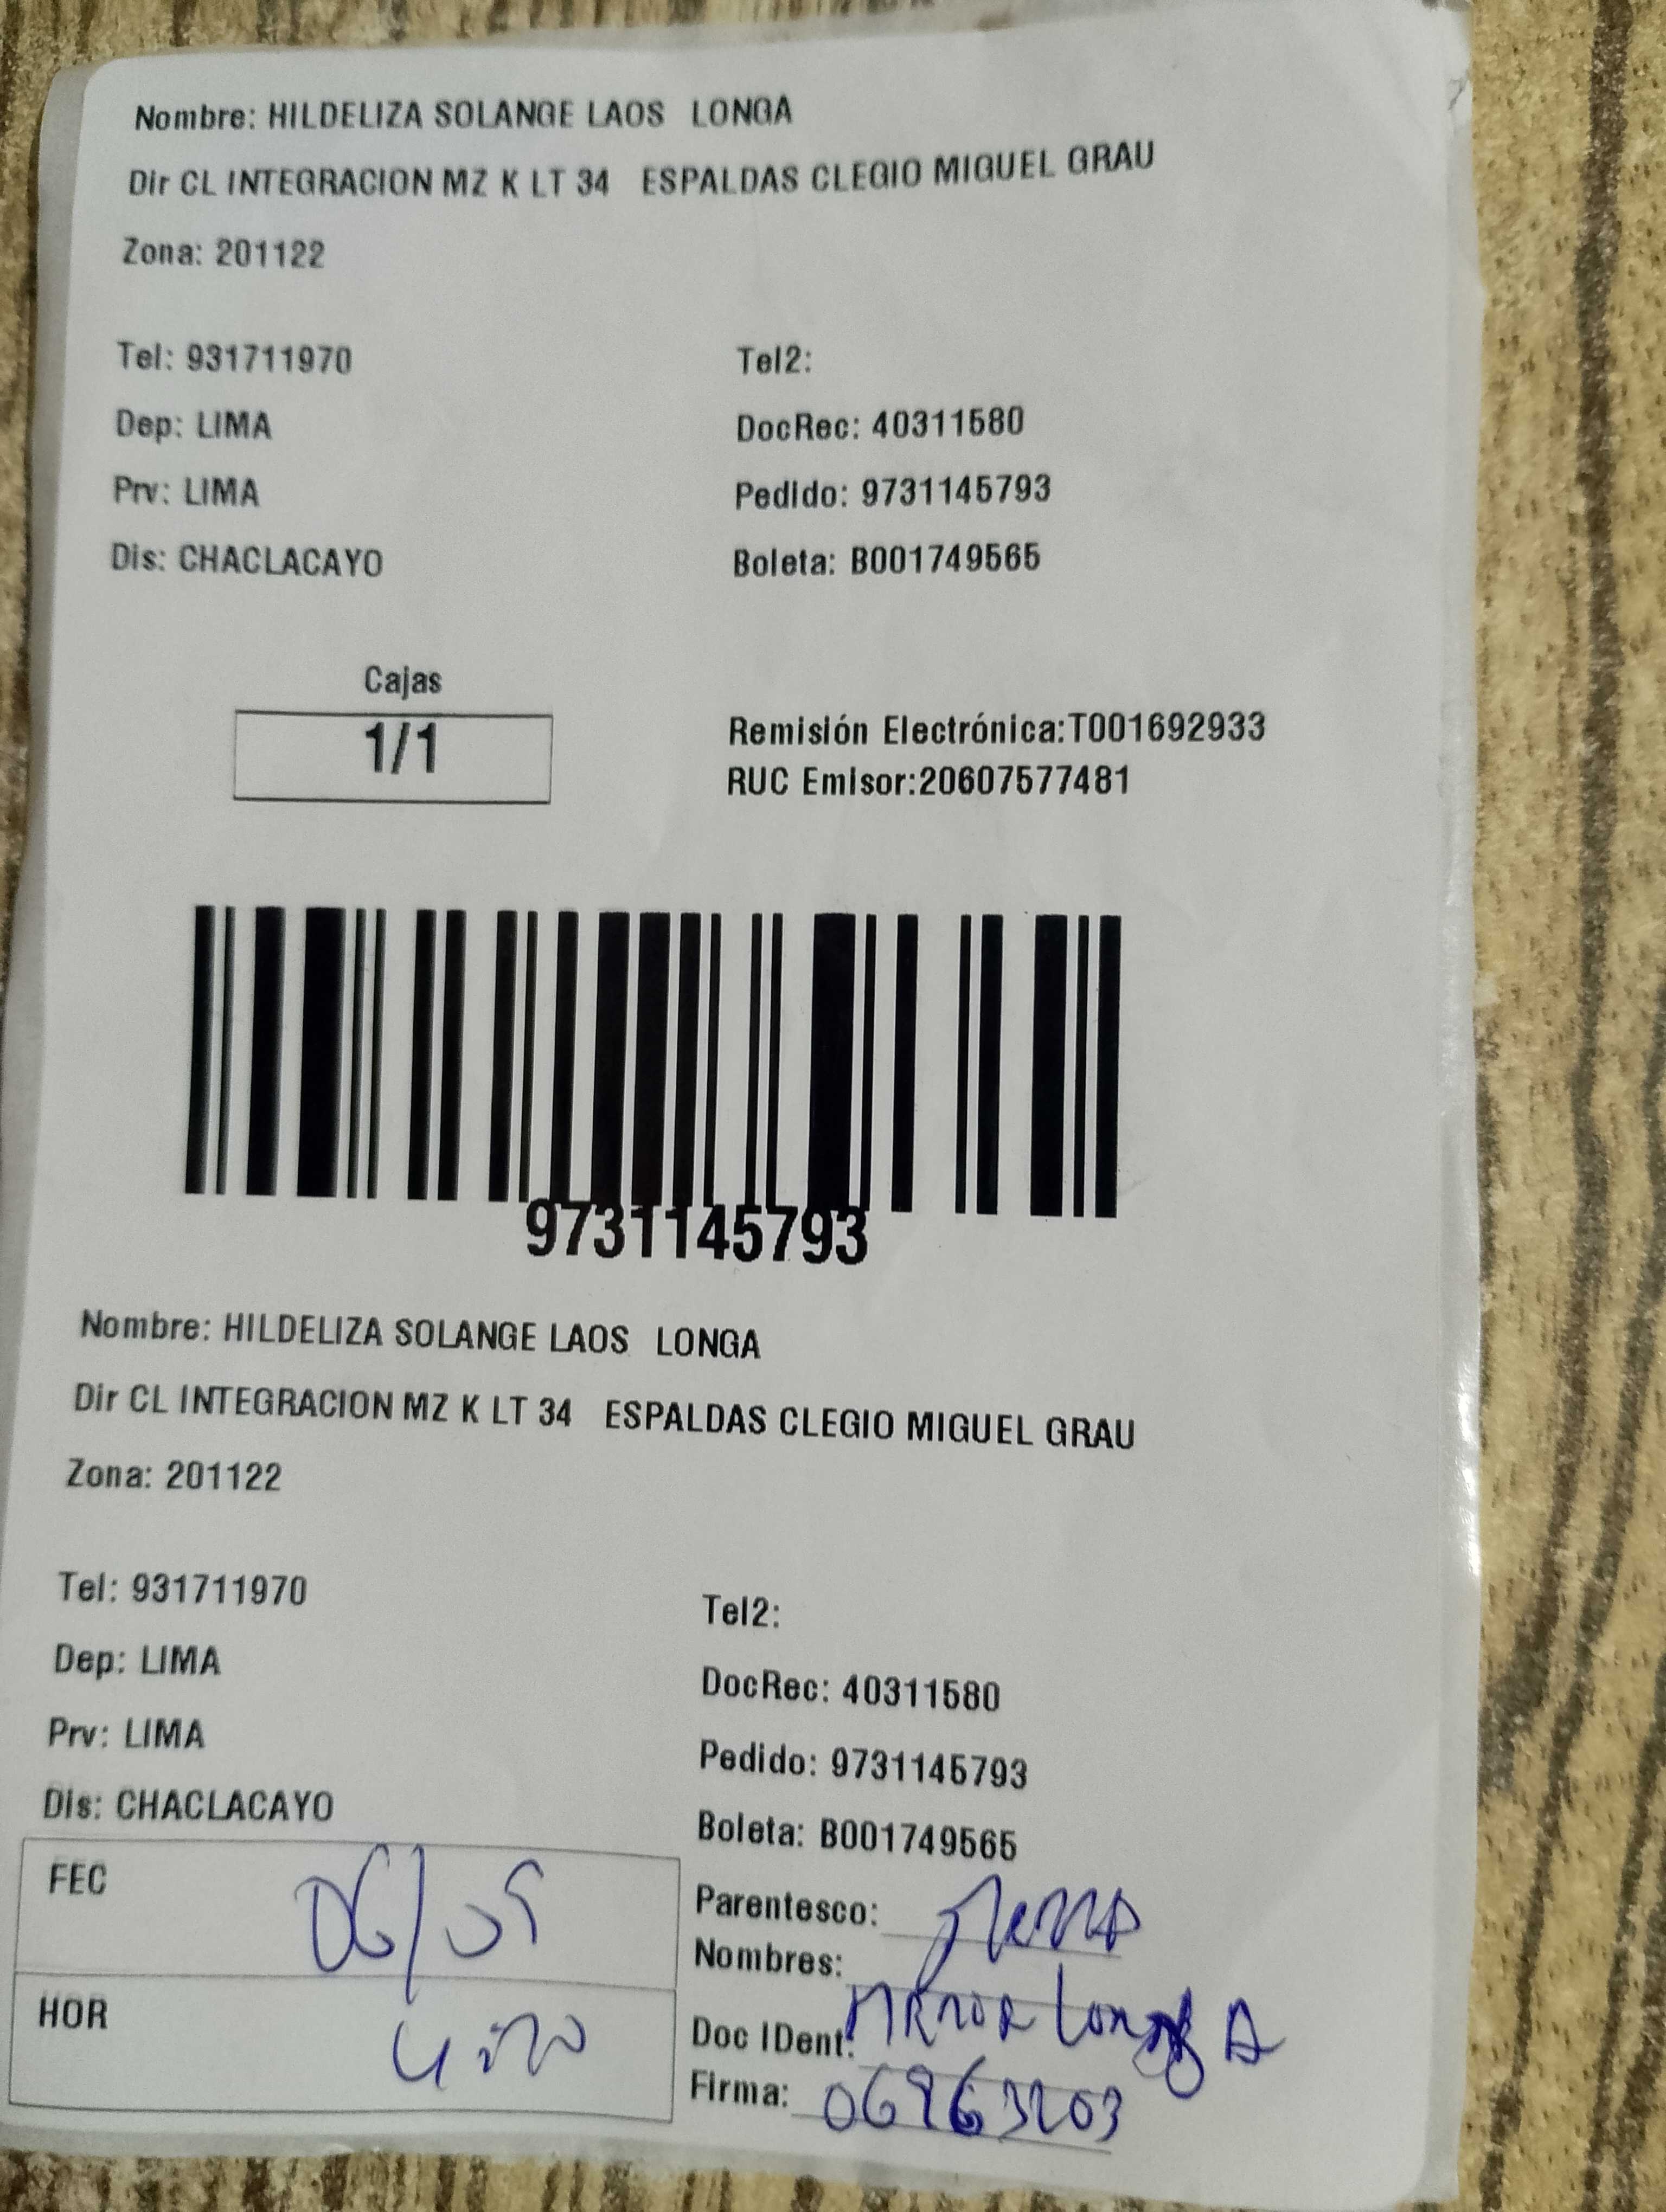 Nombre: HILDELIZA SOLANGE LAOS LONGA
Dir CL INTEGRACION MZ K LT 34 ESPALDAS CLEGIO MIGUEL GRAU
Zona: 201122
Tel: 931711970 Tel2:
Dep: LIMA DocRec: 40311580
Prv: LIMA Pedido: 9731145793
Dis: CHACLACAYO Boleta: B001749565
Cajas
1/1
Remisión Electrónica:T001692933
RUC Emisor:20607577481
9731145793
Nombre: HILDELIZA SOLANGE LAOS LONGA
Dir CL INTEGRACION MZ K LT 34 ESPALDAS CLEGIO MIGUEL GRAU
Zona: 201122
Tel: 931711970 Tel2:
Dep: LIMA DocRec: 40311580
Prv: LIMA Pedido: 9731145793
Dis: CHACLACAYO Boleta: B001749565
FEC
Parentesco:
Nombres:
HOR
Doc IDent:
Firma: